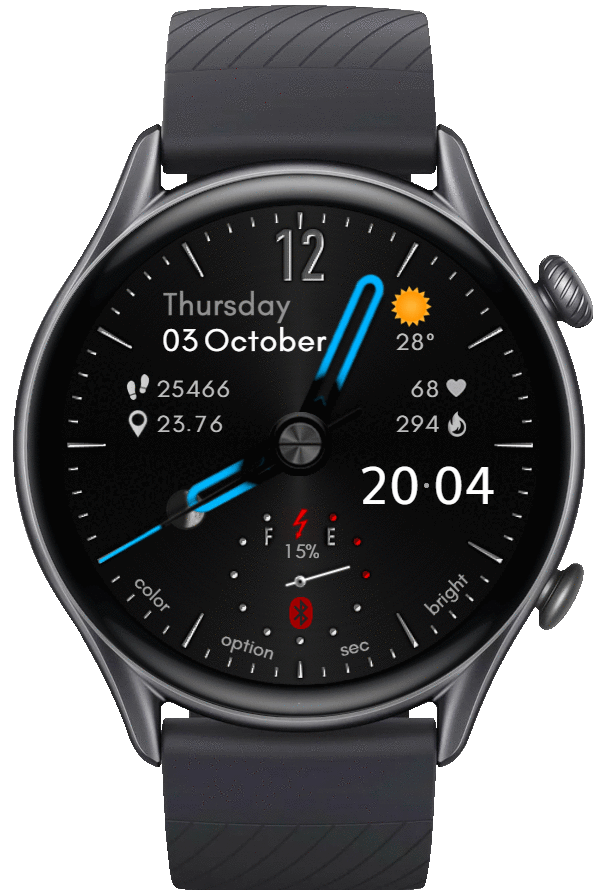 12
Thursday
03 October
28°
25466
68
23.76
294
20·04
F E
15%
color
bright
option
sec